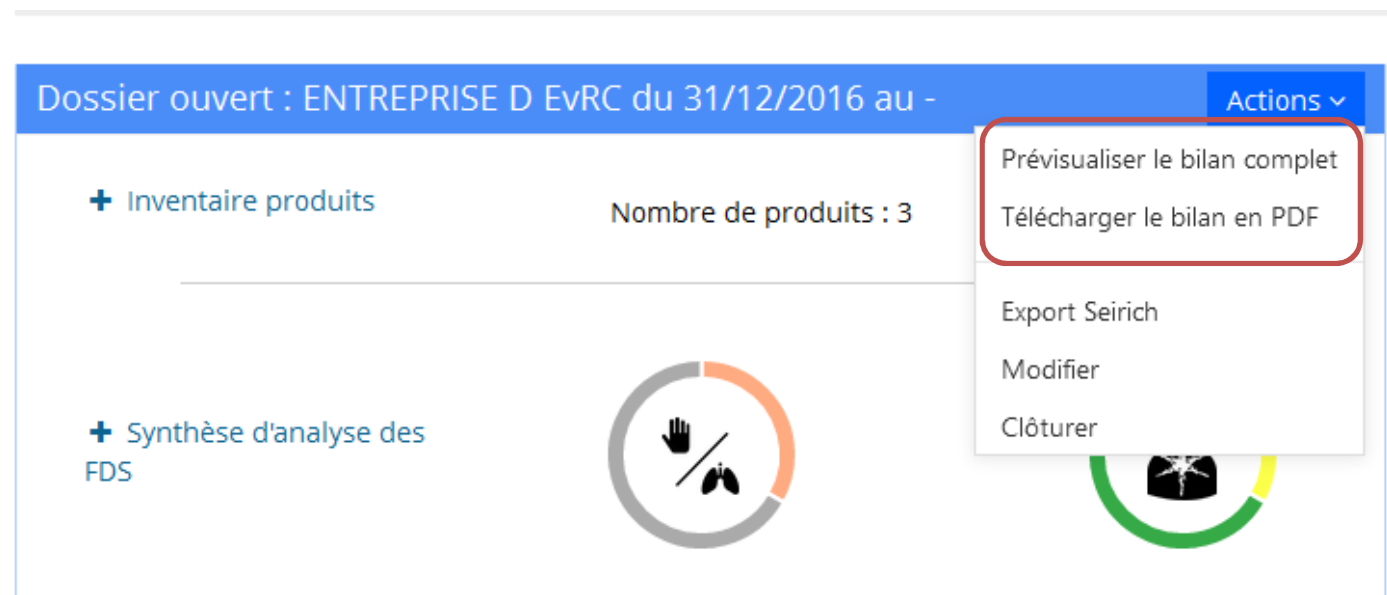 Dossier ouvert : ENTREPRISE D EvRC du 31/12/2016 au -
Actions
Prévisualiser le bilan complet
Télécharger le bilan en PDF
Export Seirich
Modifier
Clôturer
Inventaire produits
Nombre de produits : 3
Synthèse d'analyse des
FDS